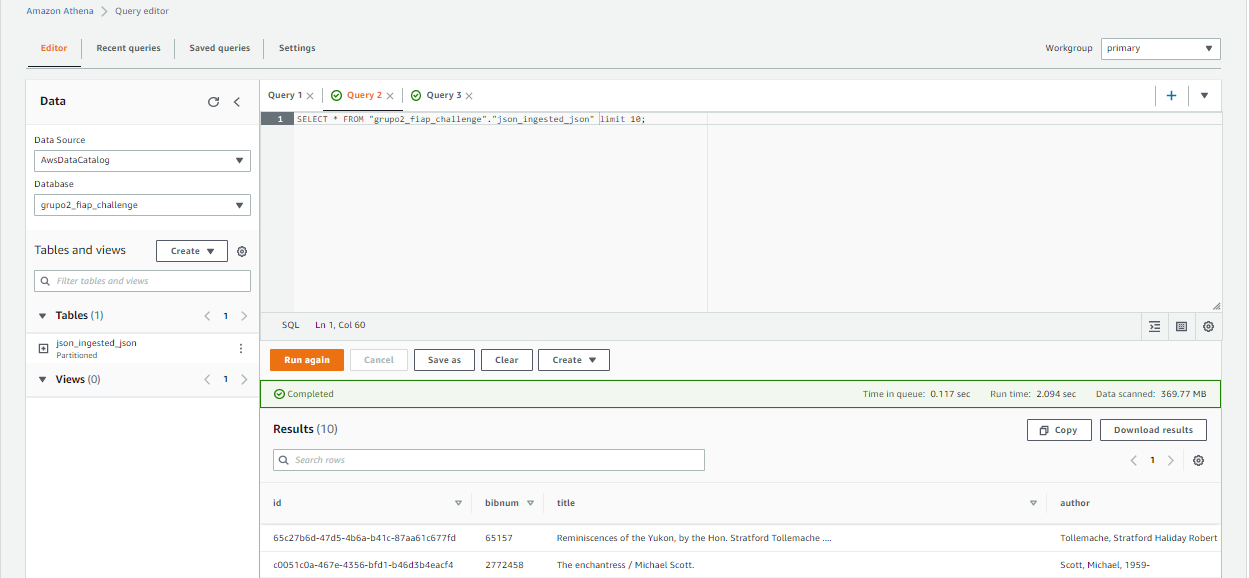 Amazon Athena > Query editor
Editor Recent queries Saved queries Settings Workgroup primary
Data
Data Source
AwsDataCatalog
Database
grupo2_fiap_challenge
Tables and views Create
Filter tables and views
Tables (1) 1
json_ingested_json
Partitioned
Views (0) 1
Query 1 Query 2 Query 3
1 SELECT * FROM "grupo2_fiap_challenge"."json_ingested_json" limit 10;
SQL Ln 1, Col 60
Run again Cancel Save as Clear Create
Completed Time in queue: 0.117 sec Run time: 2.094 sec Data scanned: 369.77 MB
Results (10) Copy Download results
Search rows 1
id bibnum title author
65c27b6d-47d5-4b6a-b41c-87aa61c677fd 65157 Reminiscences of the Yukon, by the Hon. Stratford Tollemache .... Tollemache, Stratford Haliday Robert
c0051c0a-467e-4356-bfd1-b46d3b4eacf4 2772458 The enchantress / Michael Scott. Scott, Michael, 1959-